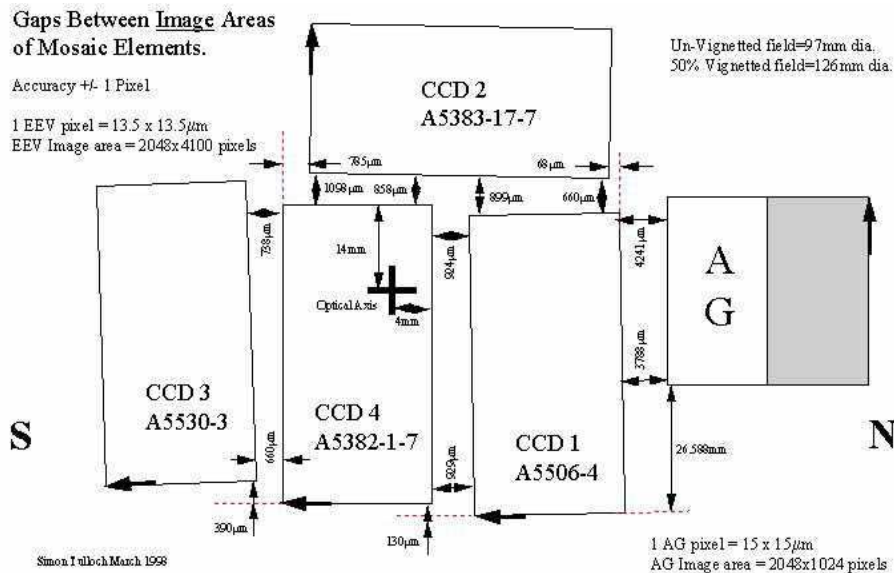 Gaps Between Image Areas
of Mosaic Elements.
Accuracy +/- 1 Pixel
1 EEV pixel = 13.5 x 13.5µm
EEV Image area = 2048x4100 pixels
Un-Vignetted field=97mm dia.
50% Vignetted field=126mm dia.
CCD 2
A5383-17-7
785µm
68µm
1098µm
858µm
899µm
660µm
738µm
14mm
924µm
4241µm
Optical Axis
4mm
A
G
3788µm
CCD 3
A5530-3
CCD 4
A5382-1-7
CCD 1
A5506-4
S
N
660µm
929µm
26.588mm
390µm
130µm
Simon Tulloch March 1998
1 AG pixel = 15 x 15µm
AG Image area = 2048x1024 pixels